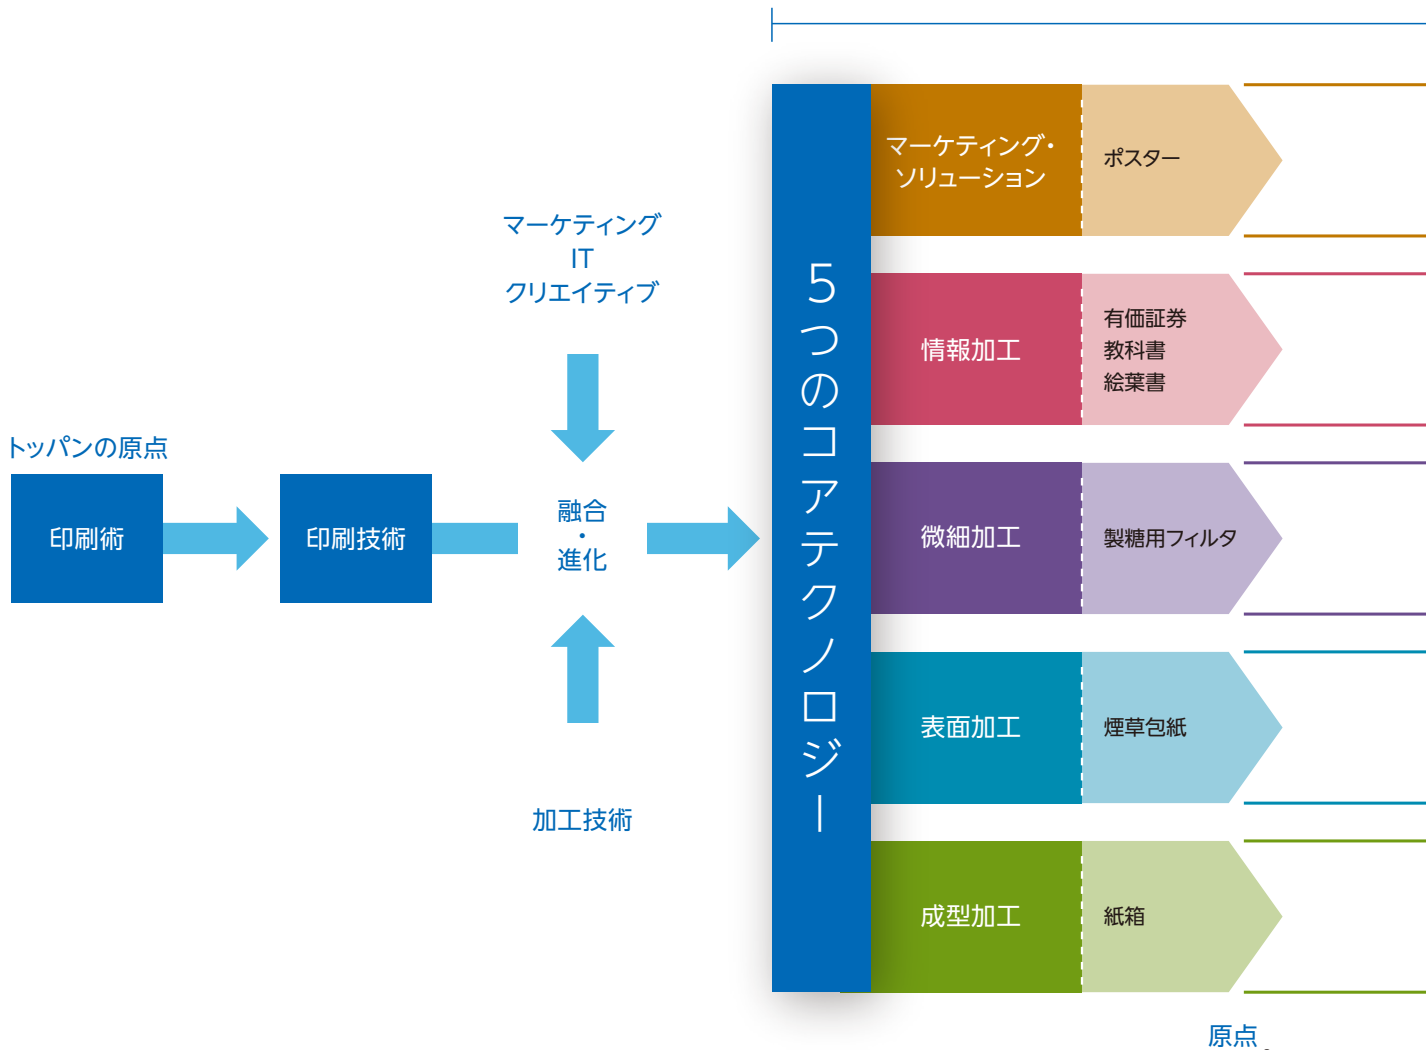 トッパンの原点
印刷術
印刷技術
マーケティング
IT
クリエイティブ
融合
・
進化
加工技術
5つのコアテクノロジー
マーケティング・
ソリューション
ポスター
情報加工
有価証券
教科書
絵葉書
微細加工
製糖用フィルタ
表面加工
煙草包紙
成型加工
紙箱
原点